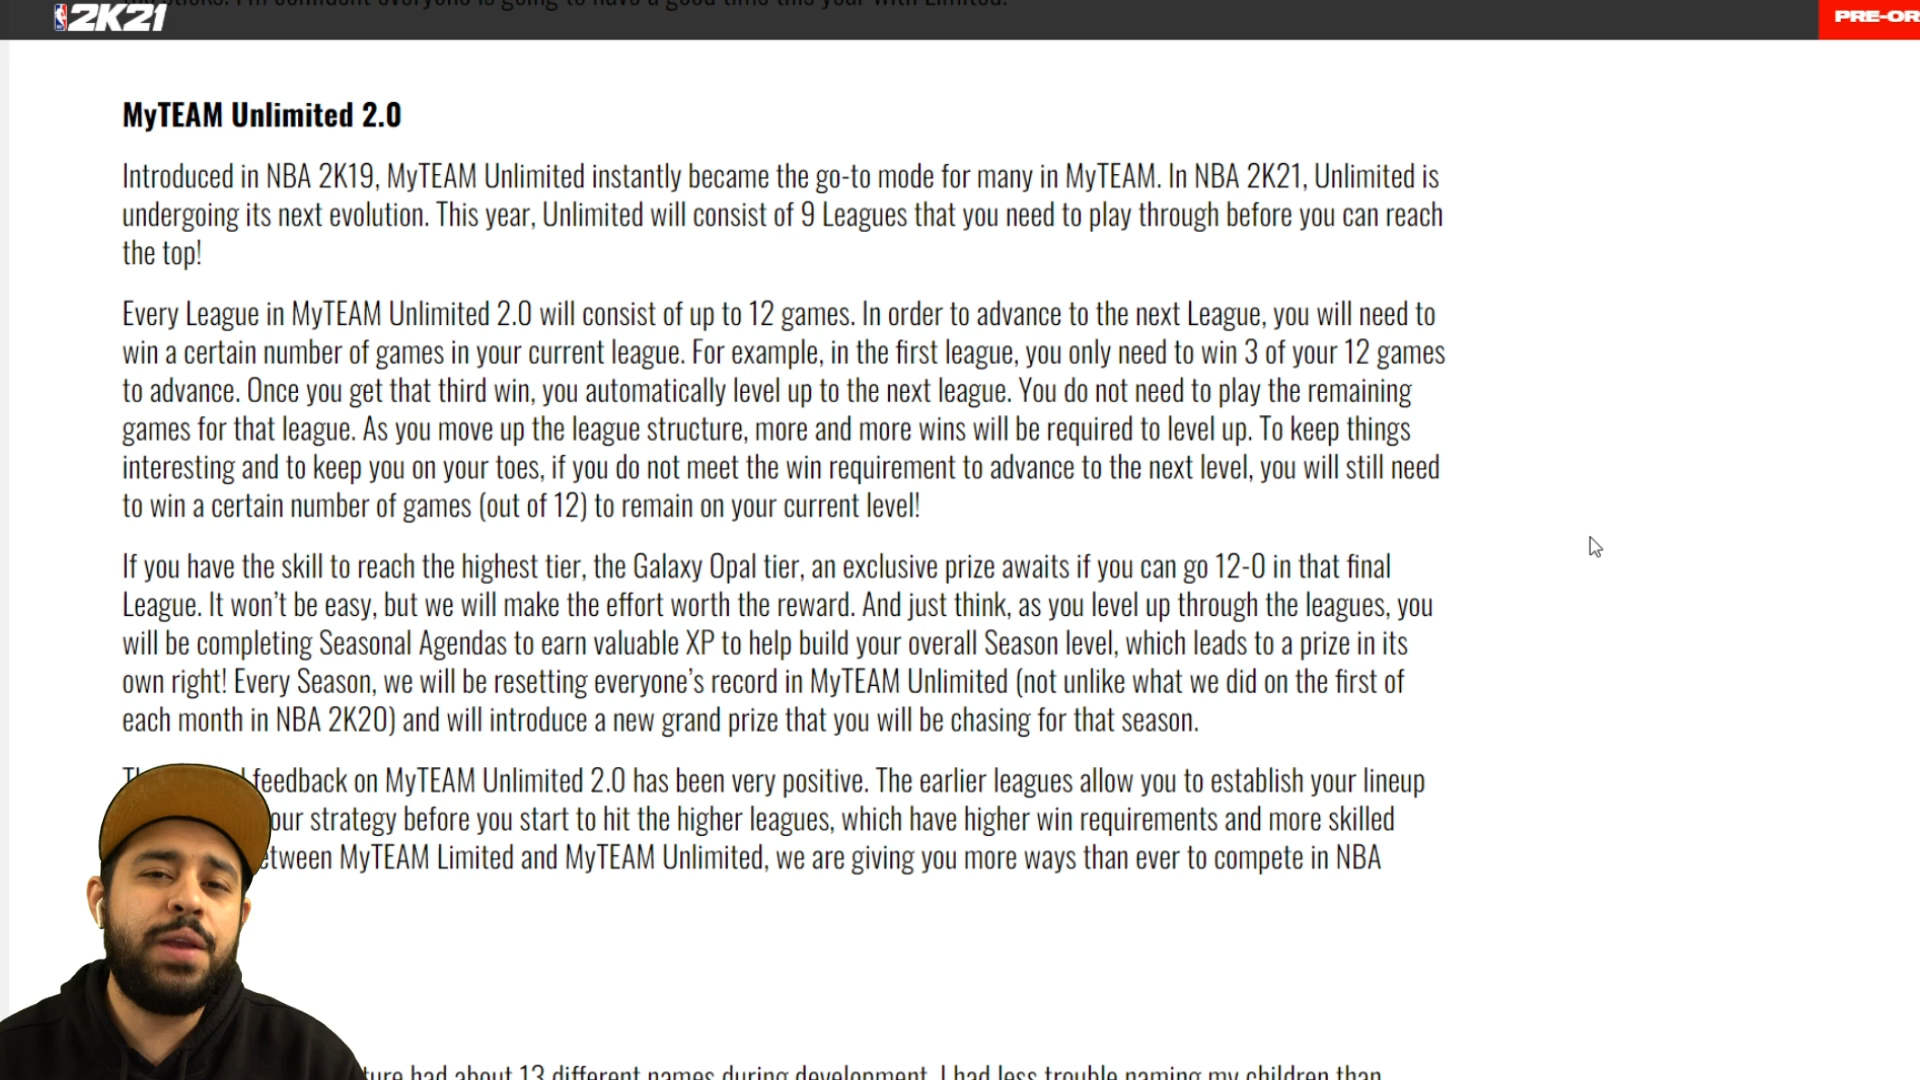 the sticks. I'm confident everyone is going to have a good time this year with Limited!
2K21
PRE-OR
MyTEAM Unlimited 2.0
Introduced in NBA 2K19, MyTEAM Unlimited instantly became the go-to mode for many in MyTEAM. In NBA 2K21, Unlimited is
undergoing its next evolution. This year, Unlimited will consist of 9 Leagues that you need to play through before you can reach
the top!
Every League in MyTEAM Unlimited 2.0 will consist of up to 12 games. In order to advance to the next League, you will need to
win a certain number of games in your current league. For example, in the first league, you only need to win 3 of your 12 games
to advance. Once you get that third win, you automatically level up to the next league. You do not need to play the remaining
games for that league. As you move up the league structure, more and more wins will be required to level up. To keep things
interesting and to keep you on your toes, if you do not meet the win requirement to advance to the next level, you will still need
to win a certain number of games (out of 12) to remain on your current level!
If you have the skill to reach the highest tier, the Galaxy Opal tier, an exclusive prize awaits if you can go 12-0 in that final
League. It won’t be easy, but we will make the effort worth the reward. And just think, as you level up through the leagues, you
will be completing Seasonal Agendas to earn valuable XP to help build your overall Season level, which leads to a prize in its
own right! Every Season, we will be resetting everyone’s record in MyTEAM Unlimited (not unlike what we did on the first of
each month in NBA 2K20) and will introduce a new grand prize that you will be chasing for that season.
feedback on MyTEAM Unlimited 2.0 has been very positive. The earlier leagues allow you to establish your lineup
our strategy before you start to hit the higher leagues, which have higher win requirements and more skilled
etween MyTEAM Limited and MyTEAM Unlimited, we are giving you more ways than ever to compete in NBA
ture had about 13 different names during development. I had less trouble naming my children than